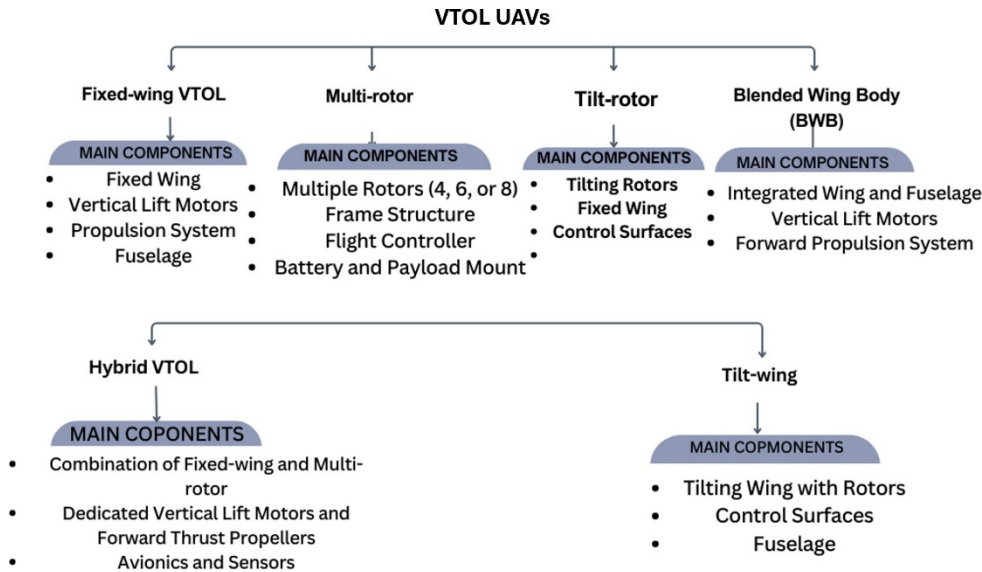 VTOL UAVs
Fixed-wing VTOL
MAIN COMPONENTS
• Fixed Wing
• Vertical Lift Motors
• Propulsion System
• Fuselage
Multi-rotor
MAIN COMPONENTS
• Multiple Rotors (4, 6, or 8)
• Frame Structure
• Flight Controller
• Battery and Payload Mount
Tilt-rotor
MAIN COMPONENTS
• Tilting Rotors
• Fixed Wing
• Control Surfaces
•
Blended Wing Body
(BWB)
MAIN COMPONENTS
• Integrated Wing and Fuselage
• Vertical Lift Motors
• Forward Propulsion System
Hybrid VTOL
MAIN COPONENTS
• Combination of Fixed-wing and Multi-
rotor
• Dedicated Vertical Lift Motors and
Forward Thrust Propellers
• Avionics and Sensors
Tilt-wing
MAIN COPMONENTS
• Tilting Wing with Rotors
• Control Surfaces
• Fuselage